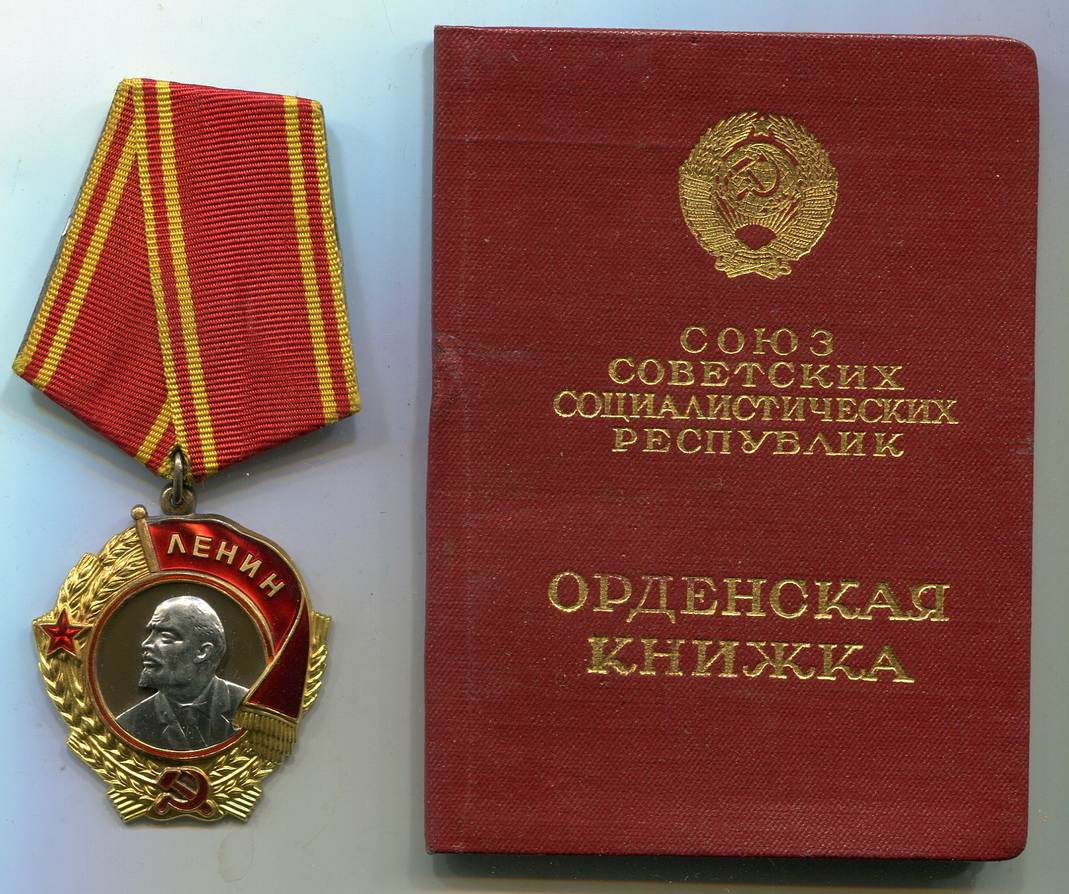 ЛЕНИН
СОЮЗ
СОВЕТСКИХ
СОЦИАЛИСТИЧЕСКИХ
РЕСПУБЛИК
ОРДЕНСКАЯ
КНИЖКА